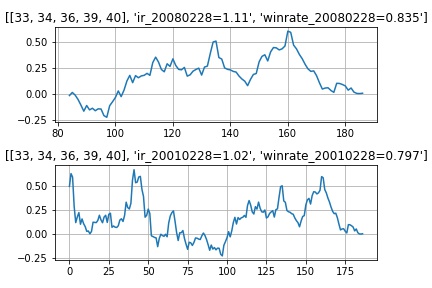 [[33, 34, 36, 39, 40], 'ir_20080228=1.11', 'winrate_20080228=0.835']
0.50
0.25
0.00
−0.25
80 100 120 140 160 180
[[33, 34, 36, 39, 40], 'ir_20010228=1.02', 'winrate_20010228=0.797']
0.50
0.25
0.00
−0.25
0 25 50 75 100 125 150 175